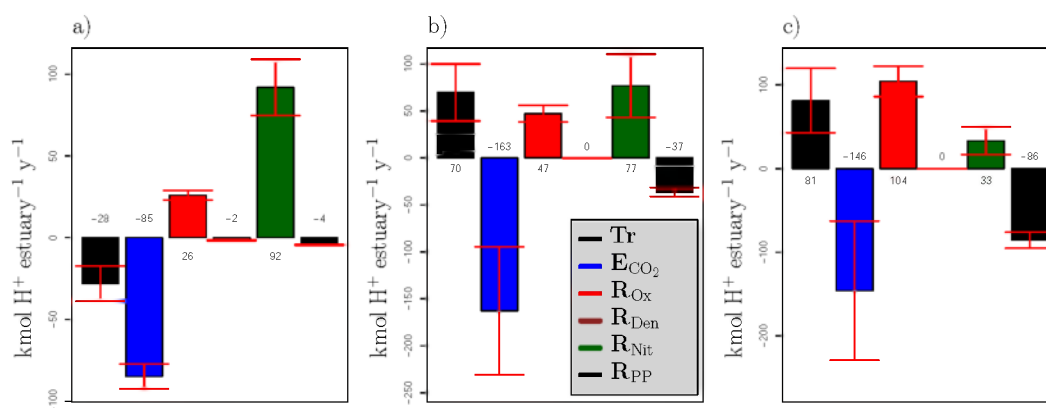 a)
kmol H⁺ estuary⁻¹ y⁻¹
100
50
0
−50
−100
−28
−85
26
−2
92
−4
b)
kmol H⁺ estuary⁻¹ y⁻¹
100
50
0
−50
−100
−150
−200
−250
70
−163
47
0
77
−37
Tr
E_CO₂
R_Ox
R_Den
R_Nit
R_PP
c)
kmol H⁺ estuary⁻¹ y⁻¹
100
0
−100
−200
81
−146
104
0
33
−86